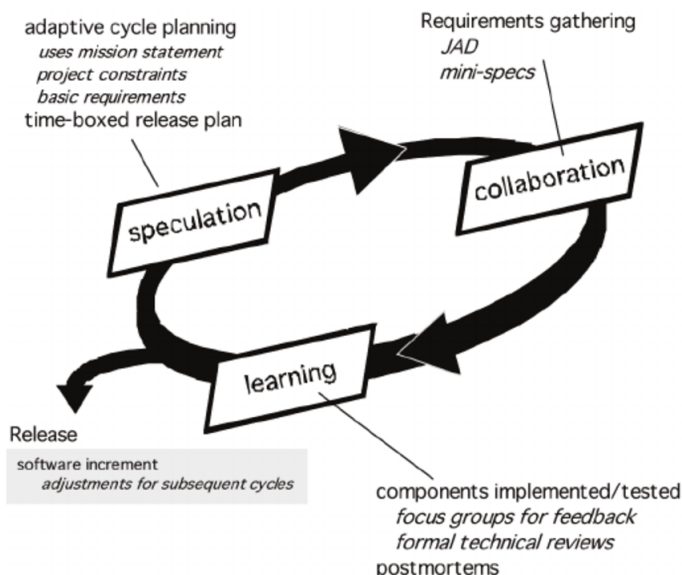 adaptive cycle planning
uses mission statement
project constraints
basic requirements
time-boxed release plan
Requirements gathering
JAD
mini-specs
speculation
collaboration
learning
Release
software increment
adjustments for subsequent cycles
components implemented/tested
focus groups for feedback
formal technical reviews
postmortems